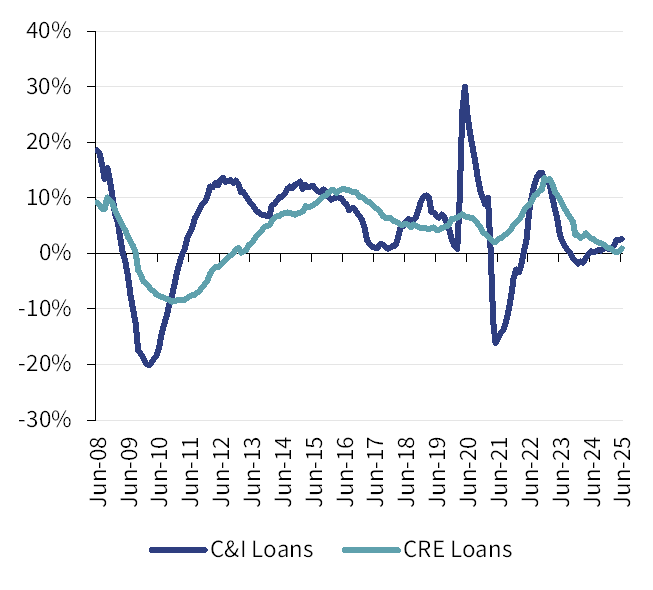 40%
30%
20%
10%
0%
-10%
-20%
-30%
Jun-08
Jun-09
Jun-10
Jun-11
Jun-12
Jun-13
Jun-14
Jun-15
Jun-16
Jun-17
Jun-18
Jun-19
Jun-20
Jun-21
Jun-22
Jun-23
Jun-24
Jun-25
C&I Loans
CRE Loans